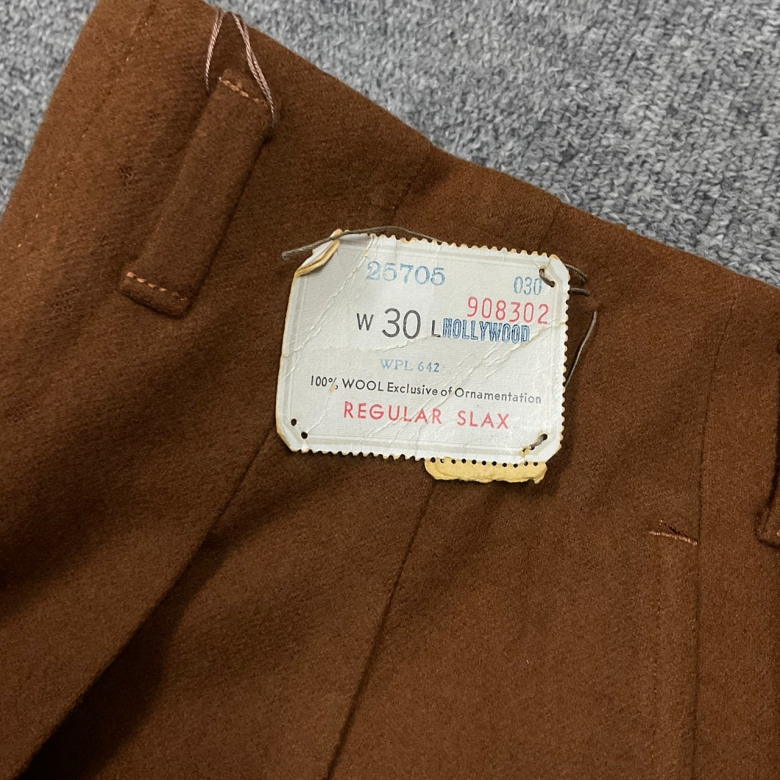 25705 030
908302
W 30 L HOLLYWOOD
WPL 642
100% WOOL Exclusive of Ornamentation
REGULAR SLAX